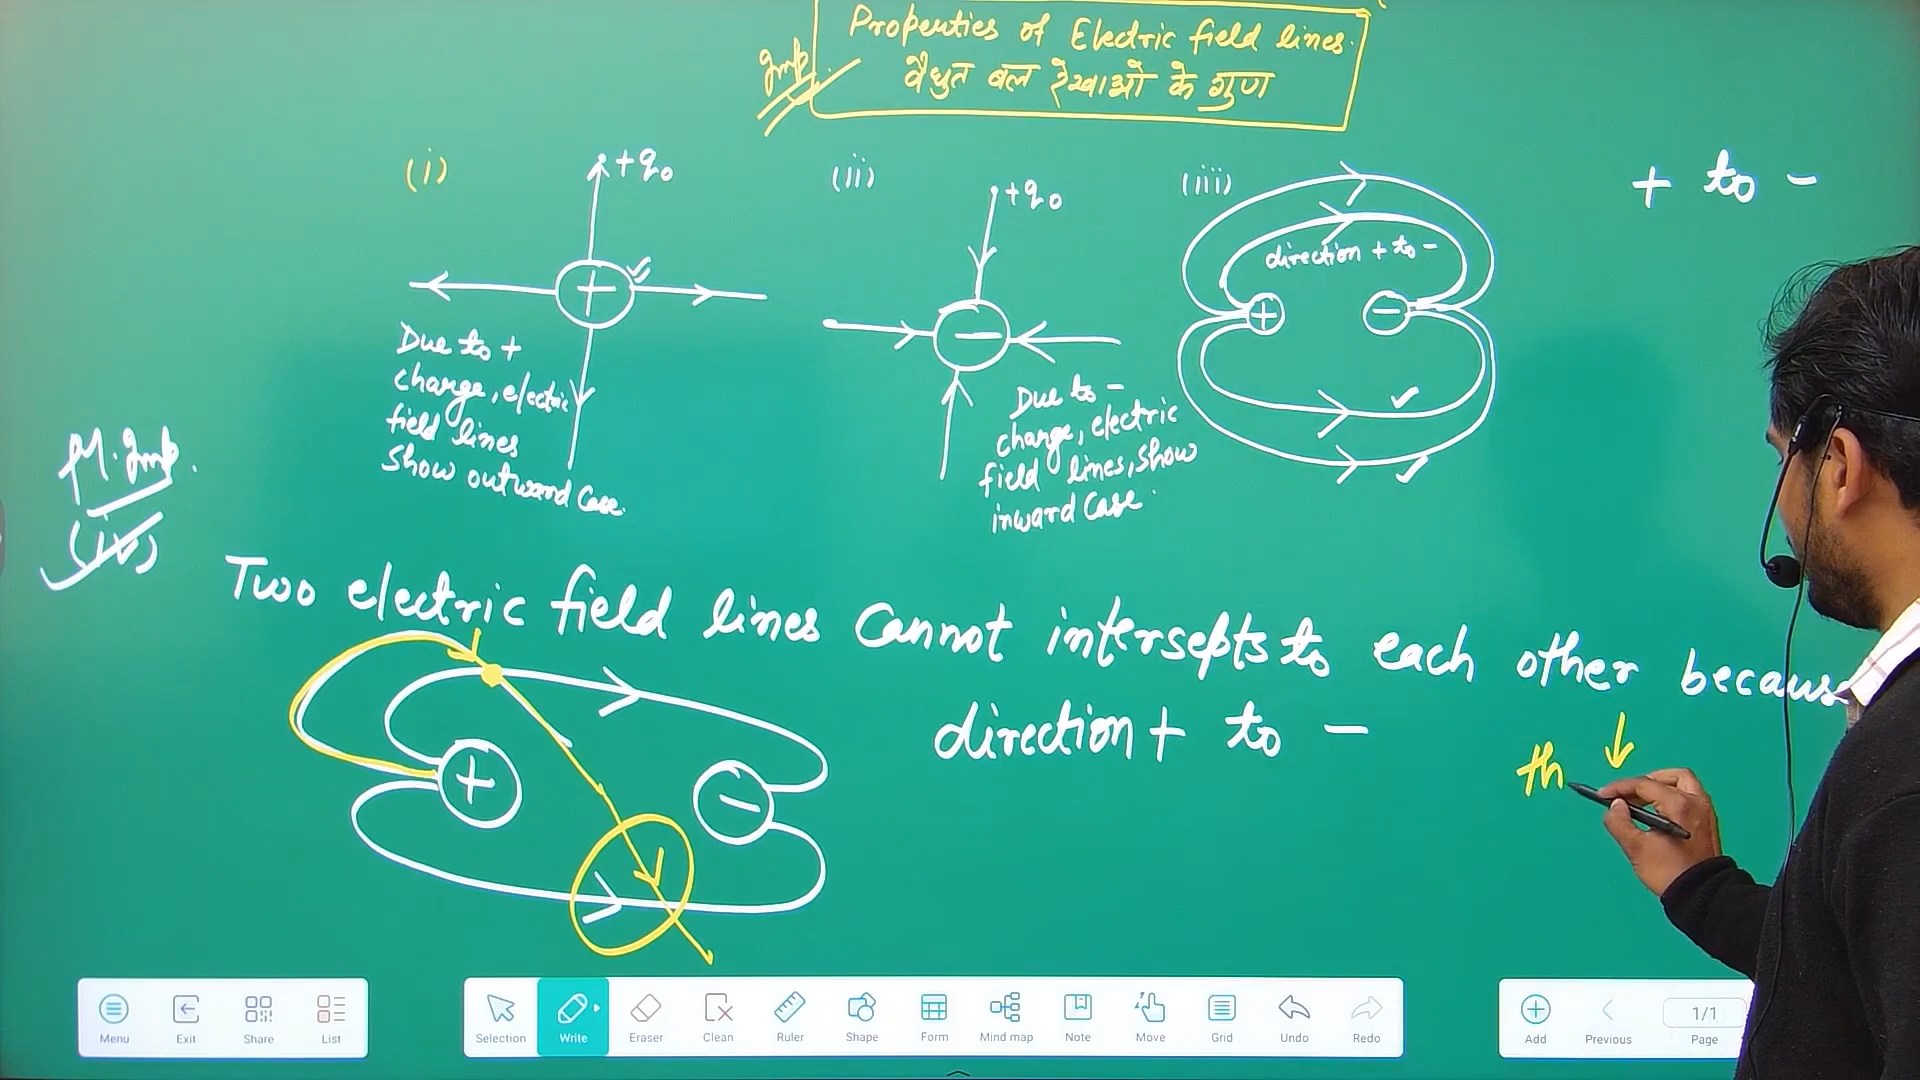 Properties of Electric field lines.
वैधुत बल रेखाओ के गुण
Imp.
(i)
+q₀
(ii)
+q₀
(iii)
+ to -
direction + to -
+
-
+
-
Due to +
charge, electric
field lines
show outward Case.
Due to -
charge, electric
field lines, show
inward Case.
M. Imp.
(iv)
Two electric field lines Cannot intersepts to each other because
direction + to -
th
+
-
Menu
Exit
Share
List
Selection
Write
Eraser
Clean
Ruler
Shape
Form
Mind map
Note
Move
Grid
Undo
Redo
Add
Previous
1/1
Page